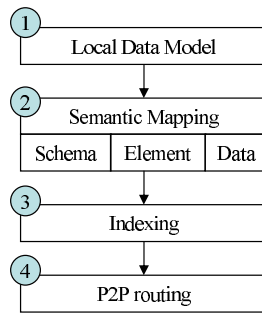 1
Local Data Model
2
Semantic Mapping
Schema Element Data
3
Indexing
4
P2P routing